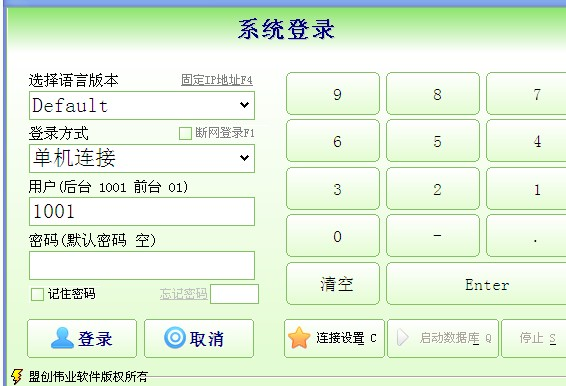 系统登录
选择语言版本 固定IP地址F4
Default
登录方式 断网登录F1
单机连接
用户(后台 1001 前台 01)
1001
密码(默认密码 空)
记住密码 忘记密码
登录 取消
9 8 7
6 5 4
3 2 1
0 - .
清空 Enter
连接设置 C 启动数据库 Q 停止 S
盟创伟业软件版权所有